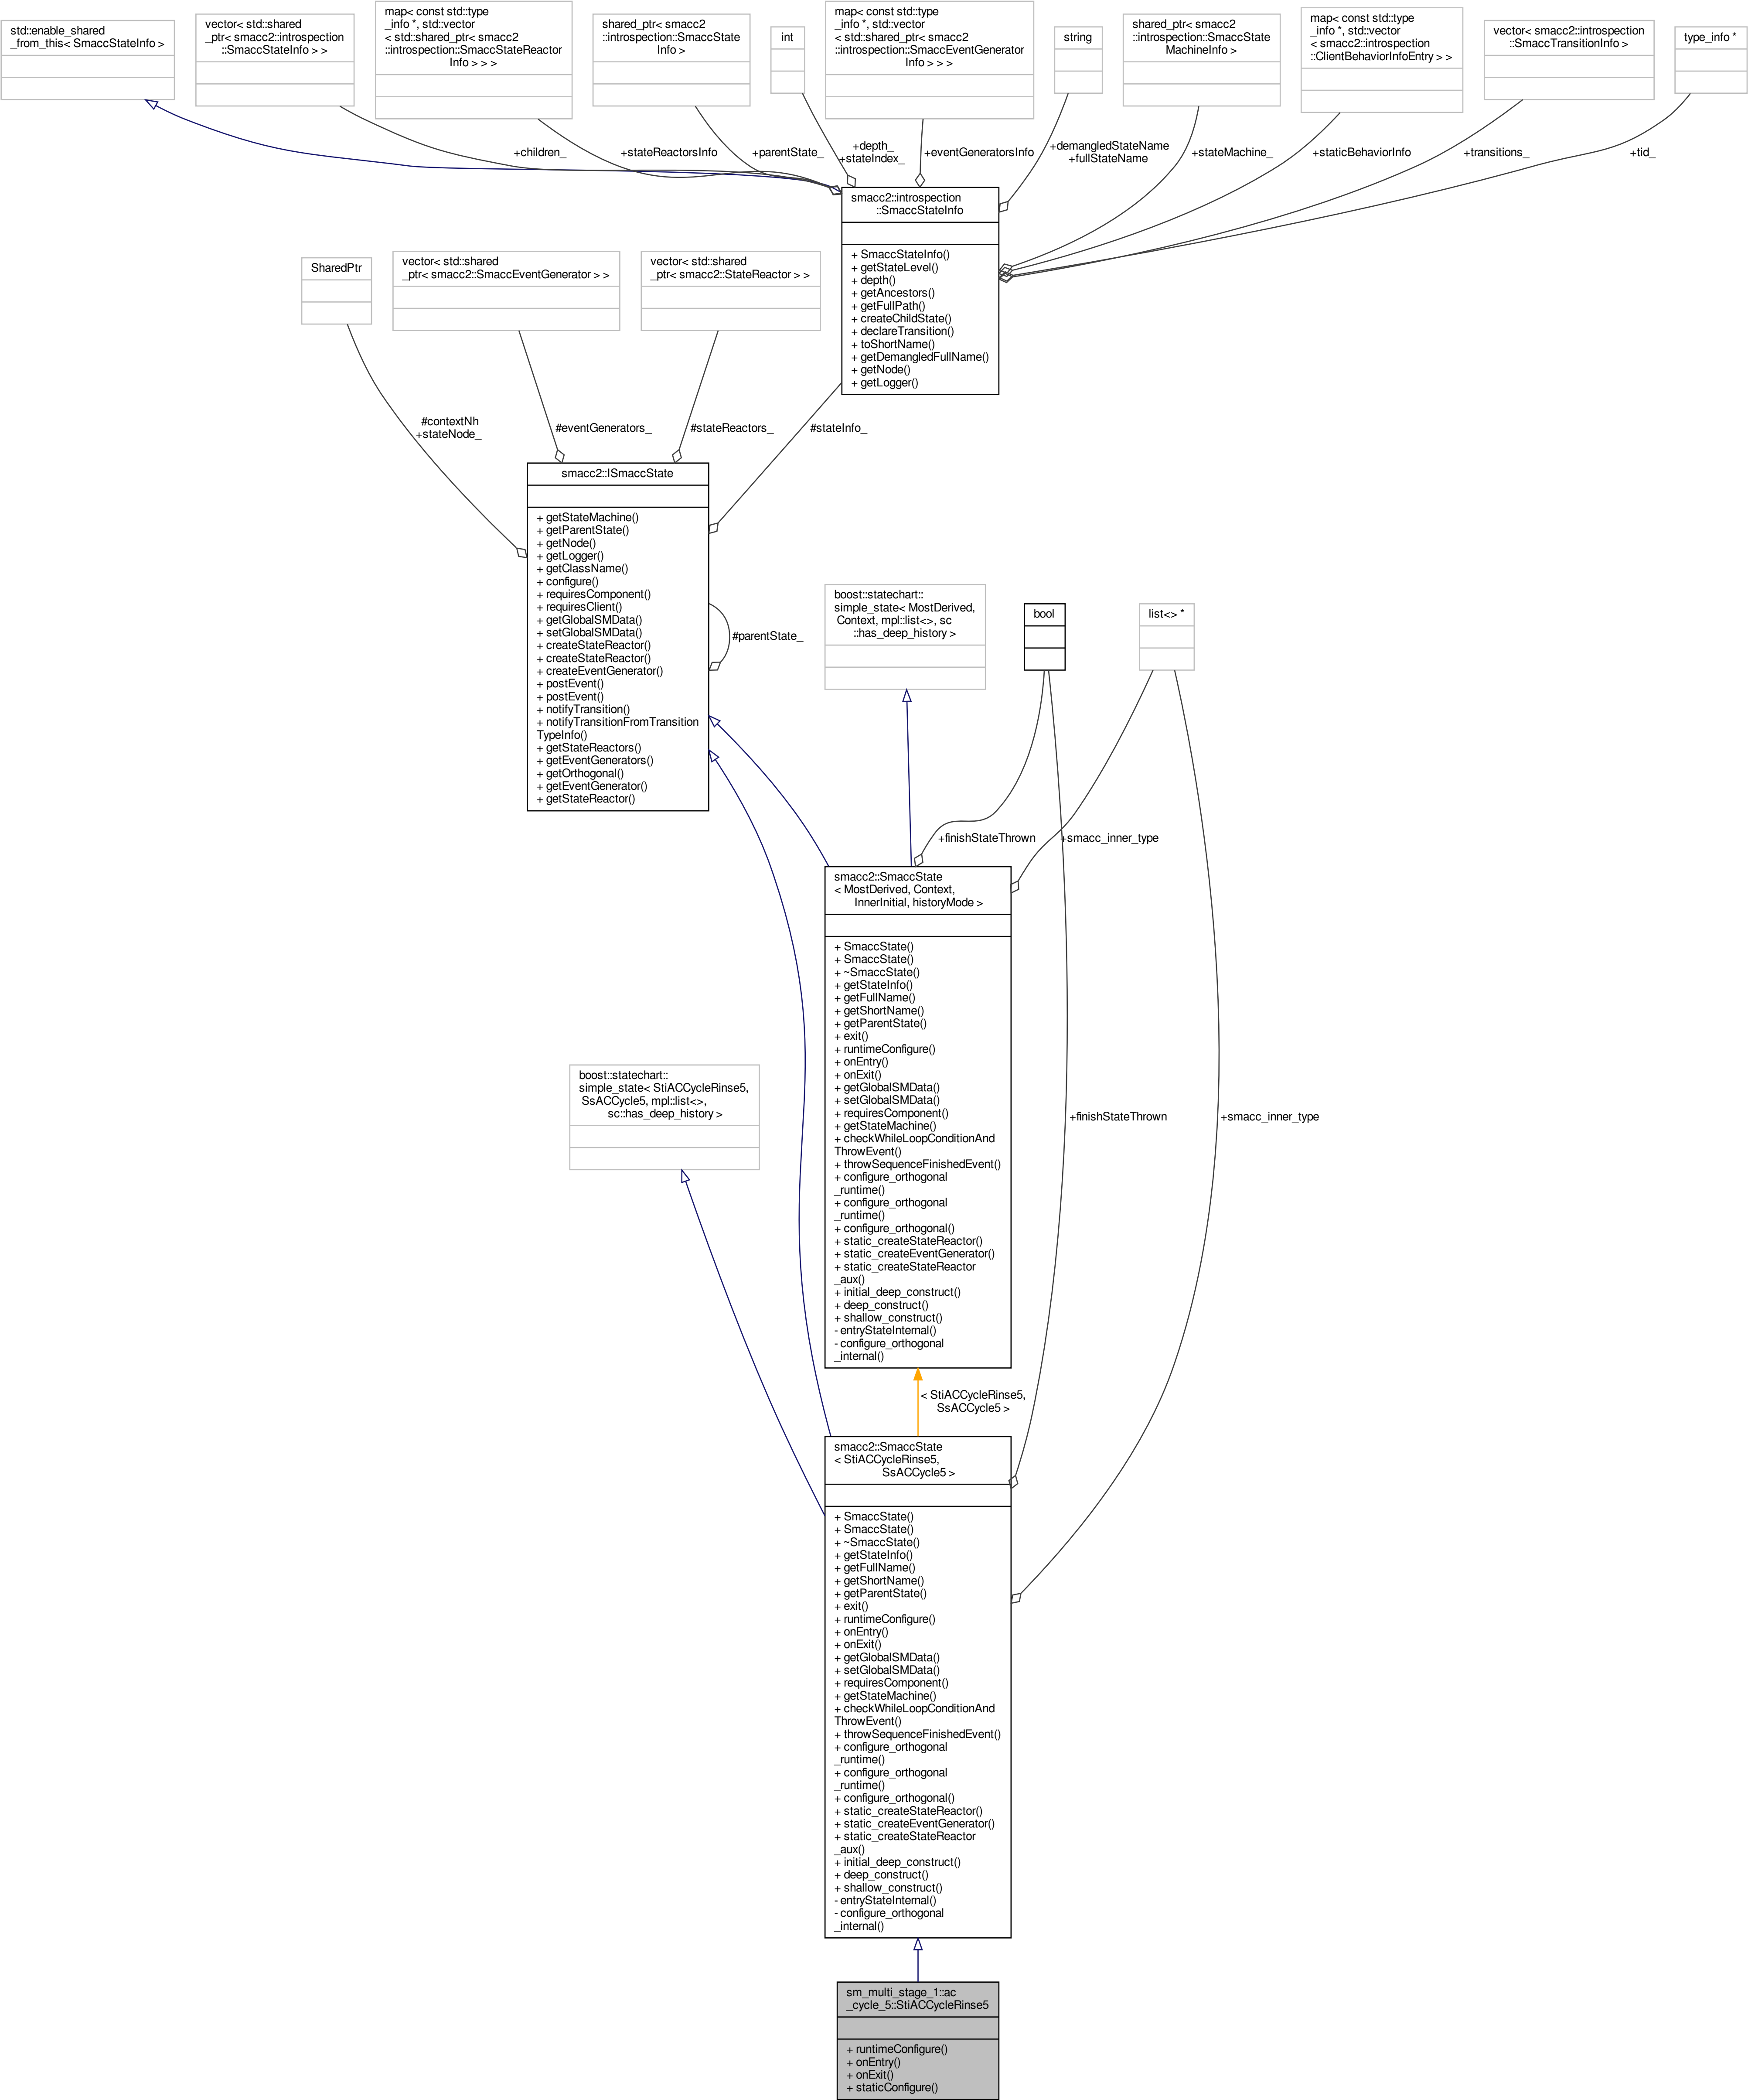 std::enable_shared
_from_this< SmaccStateInfo >
vector< std::shared
_ptr< smacc2::introspection
::SmaccStateInfo > >
map< const std::type
_info *, std::vector
< std::shared_ptr< smacc2
::introspection::SmaccStateReactor
Info > > >
shared_ptr< smacc2
::introspection::SmaccState
Info >
int
map< const std::type
_info *, std::vector
< std::shared_ptr< smacc2
::introspection::SmaccEventGenerator
Info > > >
string
shared_ptr< smacc2
::introspection::SmaccState
MachineInfo >
map< const std::type
_info *, std::vector
< smacc2::introspection
::ClientBehaviorInfoEntry > >
vector< smacc2::introspection
::SmaccTransitionInfo >
type_info *
+children_
+stateReactorsInfo
+parentState_
+depth_
+stateIndex_
+eventGeneratorsInfo
+demangledStateName
+fullStateName
+stateMachine_
+staticBehaviorInfo
+transitions_
+tid_
smacc2::introspection
::SmaccStateInfo
+ SmaccStateInfo()
+ getStateLevel()
+ depth()
+ getAncestors()
+ getFullPath()
+ createChildState()
+ declareTransition()
+ toShortName()
+ getDemangledFullName()
+ getNode()
+ getLogger()
SharedPtr
vector< std::shared
_ptr< smacc2::SmaccEventGenerator > >
vector< std::shared
_ptr< smacc2::StateReactor > >
#contextNh
+stateNode_
#eventGenerators_
#stateReactors_
#stateInfo_
smacc2::ISmaccState
+ getStateMachine()
+ getParentState()
+ getNode()
+ getLogger()
+ getClassName()
+ configure()
+ requiresComponent()
+ requiresClient()
+ getGlobalSMData()
+ setGlobalSMData()
+ createStateReactor()
+ createStateReactor()
+ createEventGenerator()
+ postEvent()
+ postEvent()
+ notifyTransition()
+ notifyTransitionFromTransition
TypeInfo()
+ getStateReactors()
+ getEventGenerators()
+ getOrthogonal()
+ getEventGenerator()
+ getStateReactor()
#parentState_
boost::statechart::
simple_state< MostDerived,
Context, mpl::list<>, sc
::has_deep_history >
bool
list<> *
+finishStateThrown
+smacc_inner_type
smacc2::SmaccState
< MostDerived, Context,
InnerInitial, historyMode >
+ SmaccState()
+ SmaccState()
+ ~SmaccState()
+ getStateInfo()
+ getFullName()
+ getShortName()
+ getParentState()
+ exit()
+ runtimeConfigure()
+ onEntry()
+ onExit()
+ getGlobalSMData()
+ setGlobalSMData()
+ requiresComponent()
+ getStateMachine()
+ checkWhileLoopConditionAnd
ThrowEvent()
+ throwSequenceFinishedEvent()
+ configure_orthogonal
_runtime()
+ configure_orthogonal
_runtime()
+ configure_orthogonal()
+ static_createStateReactor()
+ static_createEventGenerator()
+ static_createStateReactor
_aux()
+ initial_deep_construct()
+ deep_construct()
+ shallow_construct()
- entryStateInternal()
- configure_orthogonal
_internal()
boost::statechart::
simple_state< StiACCycleRinse5,
SsACCycle5, mpl::list<>,
sc::has_deep_history >
+finishStateThrown
+smacc_inner_type
< StiACCycleRinse5,
SsACCycle5 >
smacc2::SmaccState
< StiACCycleRinse5,
SsACCycle5 >
+ SmaccState()
+ SmaccState()
+ ~SmaccState()
+ getStateInfo()
+ getFullName()
+ getShortName()
+ getParentState()
+ exit()
+ runtimeConfigure()
+ onEntry()
+ onExit()
+ getGlobalSMData()
+ setGlobalSMData()
+ requiresComponent()
+ getStateMachine()
+ checkWhileLoopConditionAnd
ThrowEvent()
+ throwSequenceFinishedEvent()
+ configure_orthogonal
_runtime()
+ configure_orthogonal
_runtime()
+ configure_orthogonal()
+ static_createStateReactor()
+ static_createEventGenerator()
+ static_createStateReactor
_aux()
+ initial_deep_construct()
+ deep_construct()
+ shallow_construct()
- entryStateInternal()
- configure_orthogonal
_internal()
sm_multi_stage_1::ac
_cycle_5::StiACCycleRinse5
+ runtimeConfigure()
+ onEntry()
+ onExit()
+ staticConfigure()